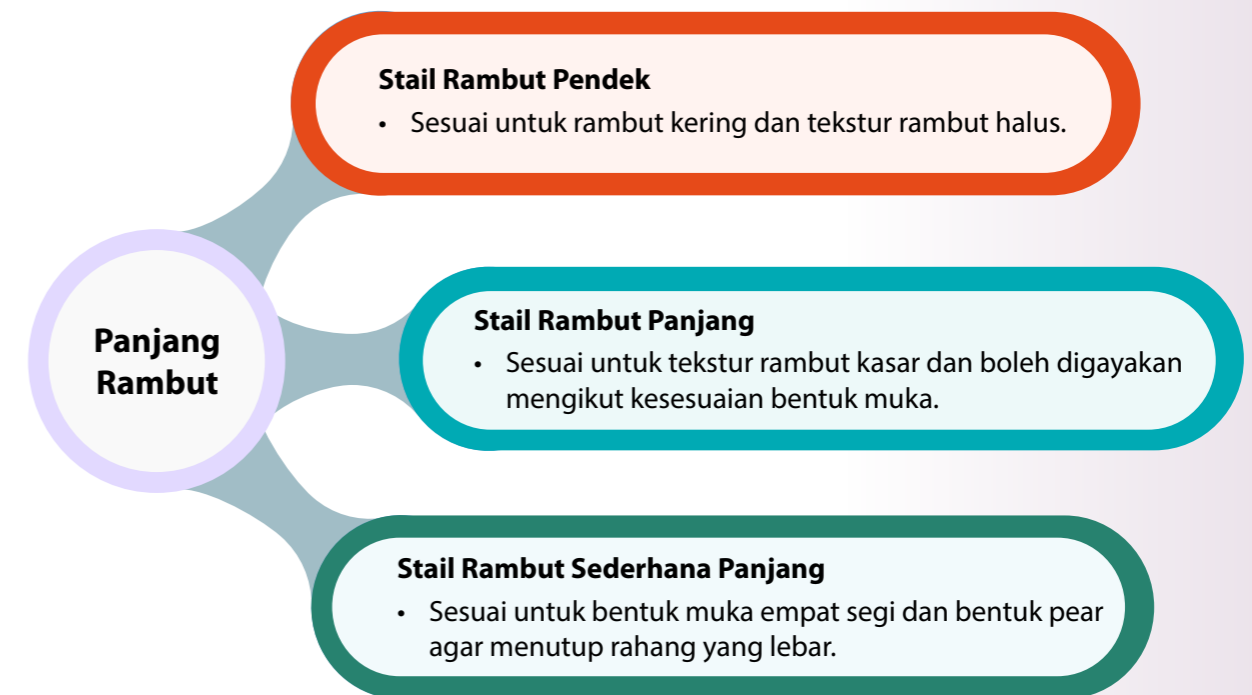 Stail Rambut Pendek
• Sesuai untuk rambut kering dan tekstur rambut halus.
Panjang
Rambut
Stail Rambut Panjang
• Sesuai untuk tekstur rambut kasar dan boleh digayakan
mengikut kesesuaian bentuk muka.
Stail Rambut Sederhana Panjang
• Sesuai untuk bentuk muka empat segi dan bentuk pear
agar menutup rahang yang lebar.